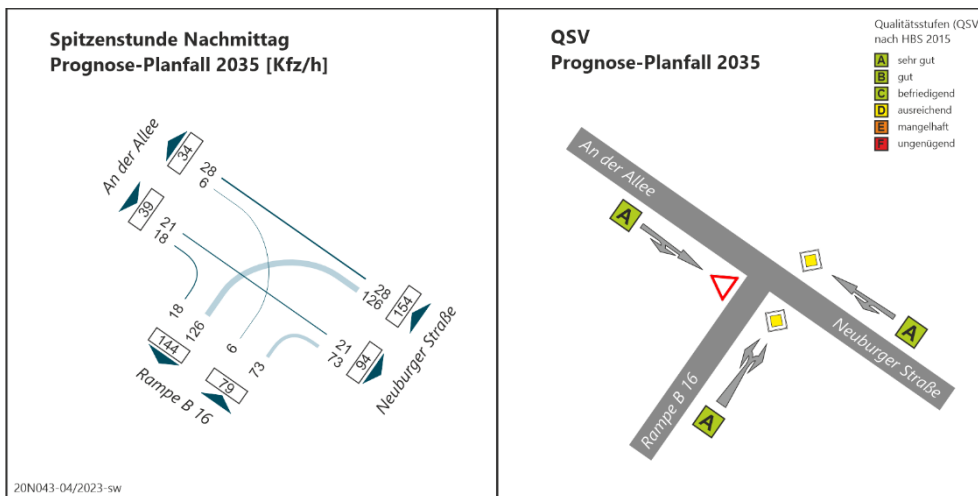 Spitzenstunde Nachmittag
Prognose-Planfall 2035 [Kfz/h]
An der Allee
34
28
6
39
21
18
18
126
6
73
144
79
Rampe B 16
28
126
154
21
73
94
Neuburger Straße
20N043-04/2023-sw
QSV
Prognose-Planfall 2035
Qualitätsstufen (QSV
nach HBS 2015
A sehr gut
B gut
C befriedigend
D ausreichend
E mangelhaft
F ungenügend
An der Allee
A
Neuburger Straße
A
Rampe B 16
A